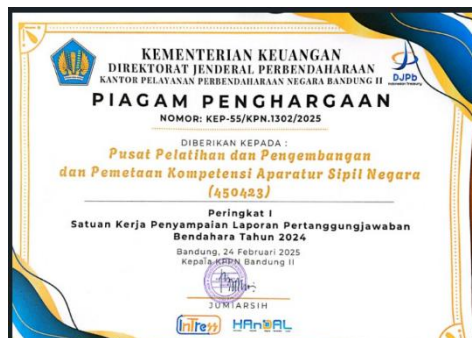 KEMENTERIAN KEUANGAN
DIREKTORAT JENDERAL PERBENDAHARAAN
KANTOR PELAYANAN PERBENDAHARAAN NEGARA BANDUNG II
DJPb
PIAGAM PENGHARGAAN
NOMOR: KEP-55/KPN.1302/2025
DIBERIKAN KEPADA :
Pusat Pelatihan dan Pengembangan
dan Pemetaan Kompetensi Aparatur Sipil Negara
(450423)
Peringkat I
Satuan Kerja Penyampaian Laporan Pertanggungjawaban
Bendahara Tahun 2024
Bandung, 24 Februari 2025
Kepala KPPN Bandung II
JUMIARSIH
InTress HAnDAL